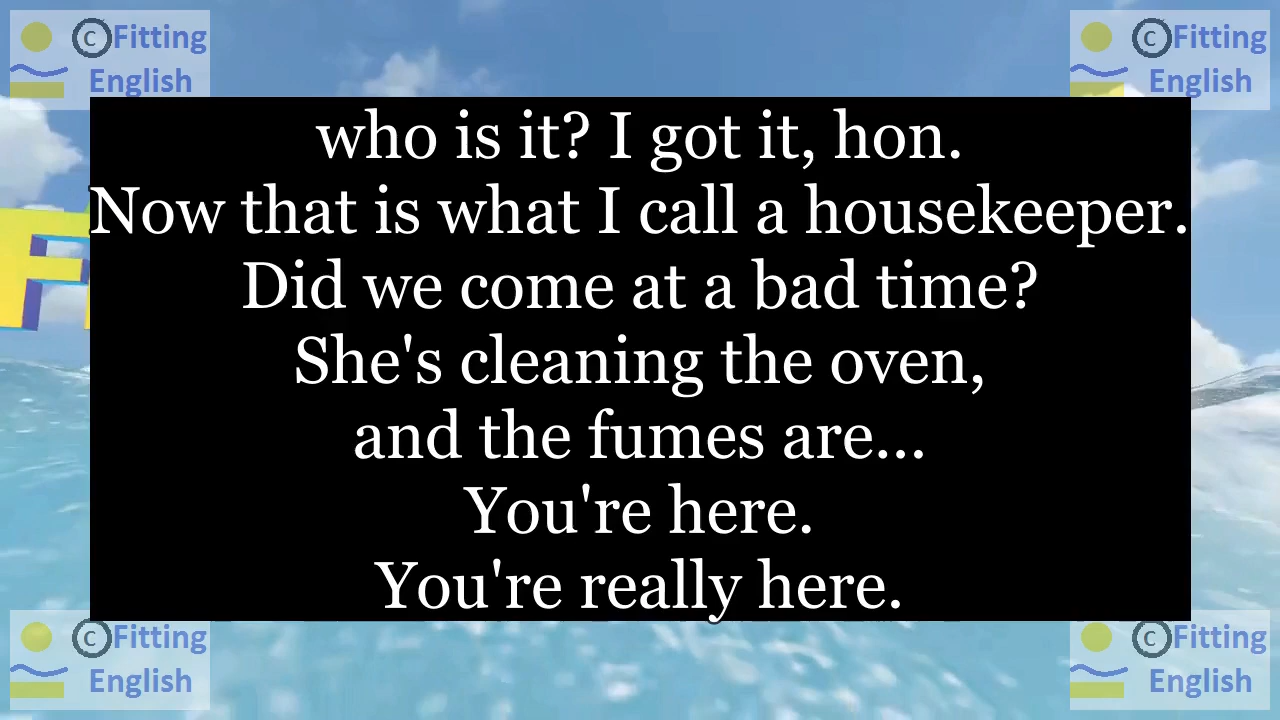 ©Fitting
English
©Fitting
English
who is it? I got it, hon.
Now that is what I call a housekeeper.
Did we come at a bad time?
She's cleaning the oven,
and the fumes are...
You're here.
You're really here.
F
©Fitting
English
©Fitting
English